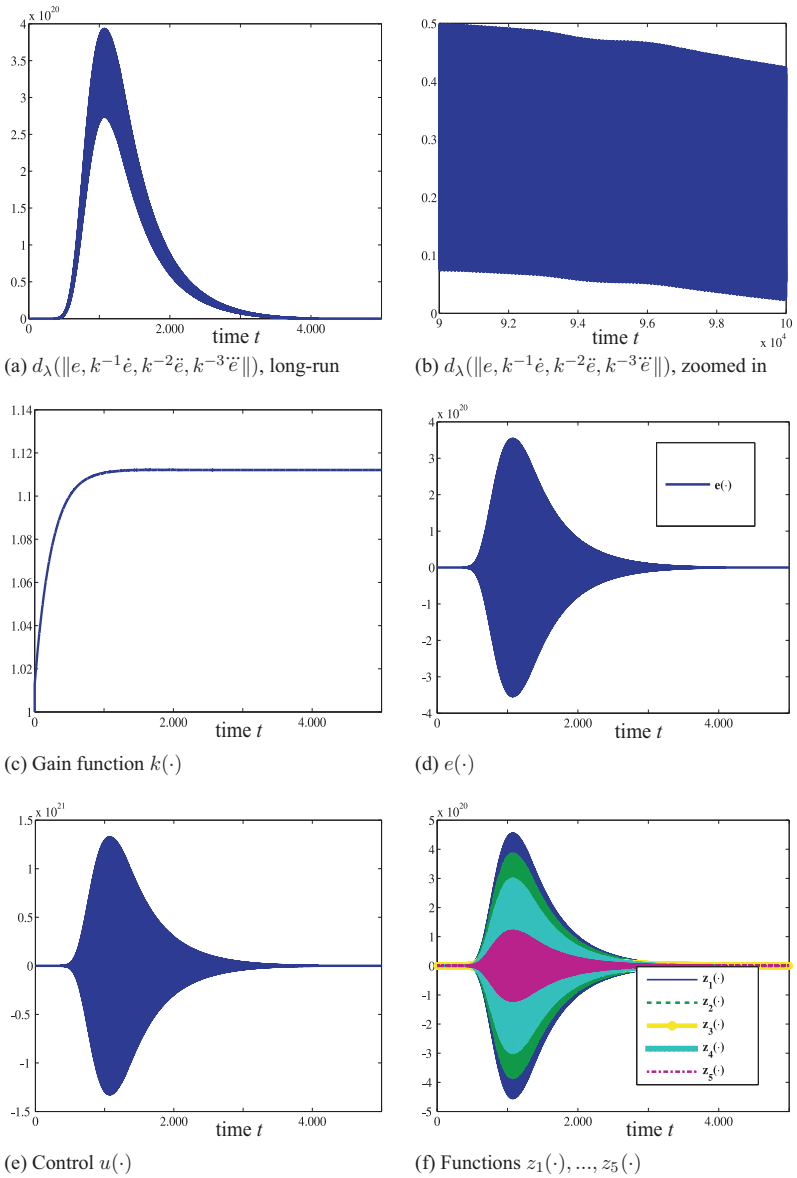 x 10^20
4
3.5
3
2.5
2
1.5
1
0.5
0
0 2.000 4.000
time t
(a) d_λ(‖e, k^{-1}ė, k^{-2}ë, k^{-3}e⃛‖), long-run
0.5
0.4
0.3
0.2
0.1
0
9 9.2 9.4 9.6 9.8 10
time t
x 10^4
(b) d_λ(‖e, k^{-1}ė, k^{-2}ë, k^{-3}e⃛‖), zoomed in
1.14
1.12
1.1
1.08
1.06
1.04
1.02
1
0 2.000 4.000
time t
(c) Gain function k(·)
x 10^20
4
3
2
1
0
-1
-2
-3
-4
0 2.000 4.000
time t
e(·)
(d) e(·)
x 10^21
1.5
1
0.5
0
-0.5
-1
-1.5
0 2.000 4.000
time t
(e) Control u(·)
x 10^20
5
4
3
2
1
0
-1
-2
-3
-4
-5
0 2.000 4.000
time t
z_1(·)
z_2(·)
z_3(·)
z_4(·)
z_5(·)
(f) Functions z_1(·), ..., z_5(·)